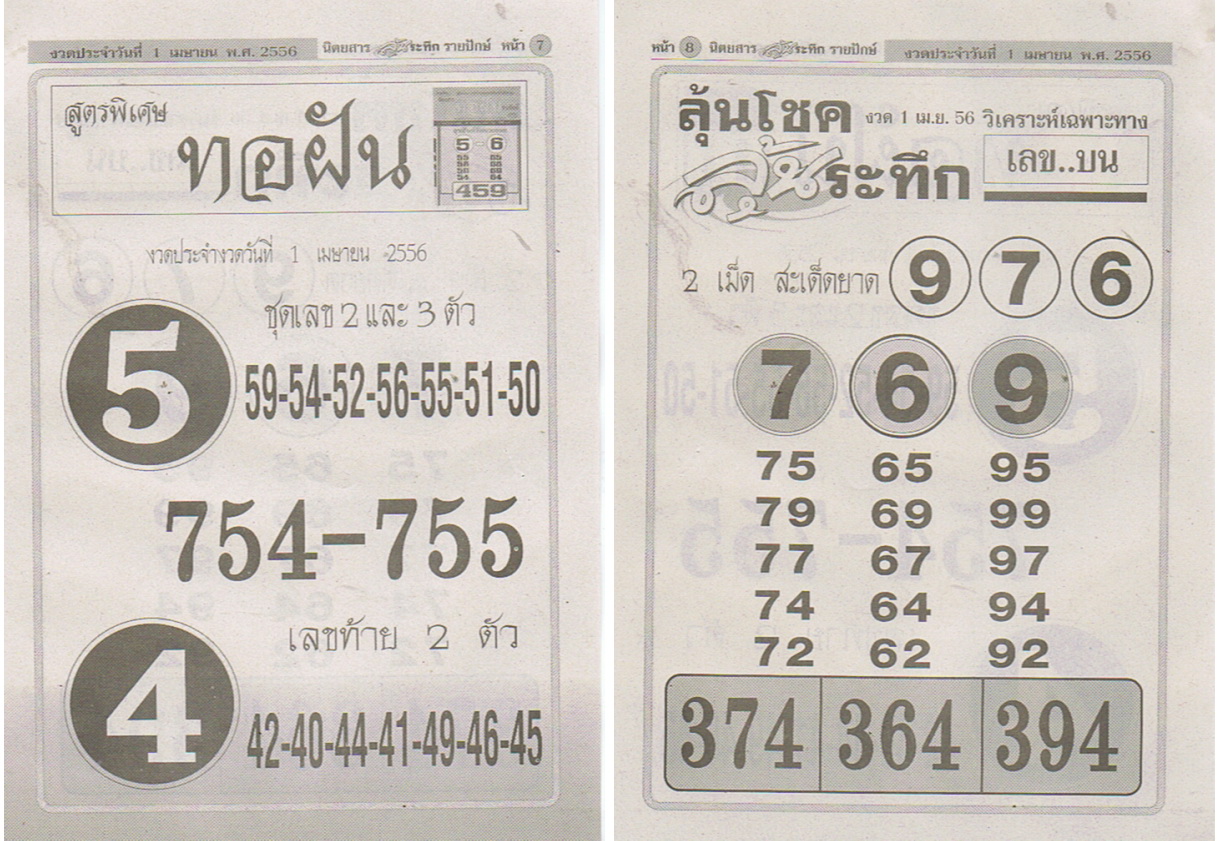 งวดประจำวันที่ 1 เมษายน พ.ศ. 2556 นิตยสาร ลุ้นระทึก รายปักษ์ หน้า 7
สูตรพิเศษ
ทอฝัน
5 - 6
459
งวดประจำงวดวันที่ 1 เมษายน 2556
ชุดเลข 2 และ 3 ตัว
5
59-54-52-56-55-51-50
754-755
เลขท้าย 2 ตัว
4
42-40-44-41-49-46-45
หน้า 8 นิตยสาร ลุ้นระทึก รายปักษ์ งวดประจำวันที่ 1 เมษายน พ.ศ. 2556
ลุ้นโชค งวด 1 เม.ย. 56 วิเคราะห์เฉพาะทาง
ลุ้นระทึก เลข..บน
2 เม็ด สะเด็ดยาด 9 7 6
7 6 9
75 65 95
79 69 99
77 67 97
74 64 94
72 62 92
374 364 394